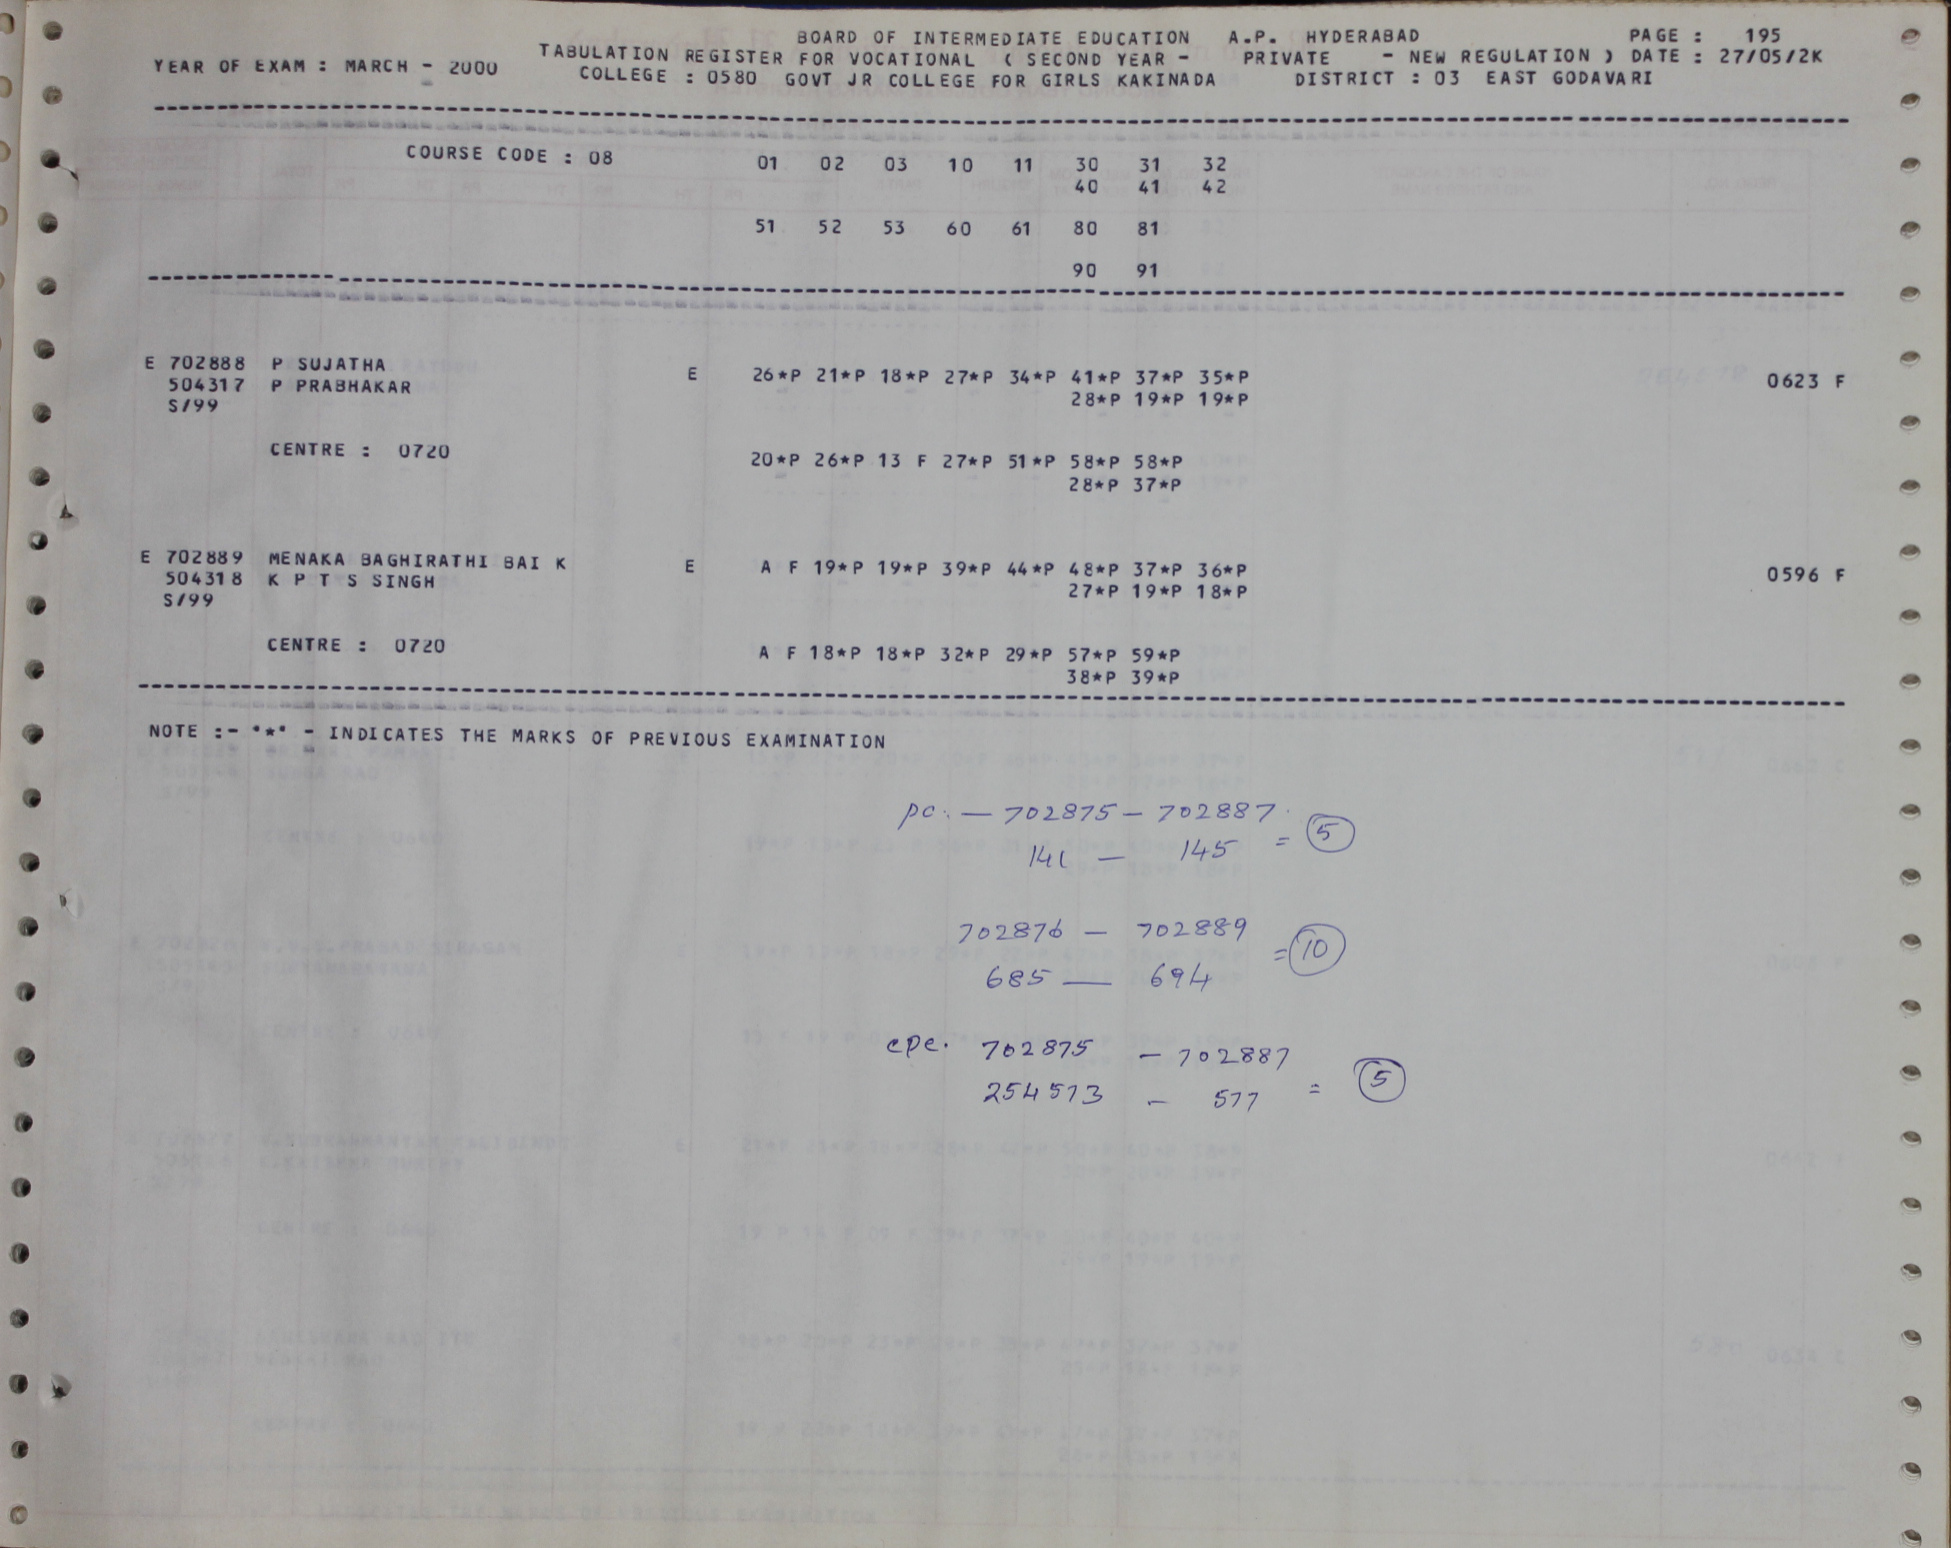 BOARD OF INTERMEDIATE EDUCATION A.P. HYDERABAD PAGE : 195
YEAR OF EXAM : MARCH - 2000 TABULATION REGISTER FOR VOCATIONAL ( SECOND YEAR - PRIVATE - NEW REGULATION ) DATE : 27/05/2K
COLLEGE : 0580 GOVT JR COLLEGE FOR GIRLS KAKINADA DISTRICT : 03 EAST GODAVARI
COURSE CODE : 08 01 02 03 10 11 30 31 32
40 41 42
51 52 53 60 61 80 81
90 91
E 702888 P SUJATHA E 26*P 21*P 18*P 27*P 34*P 41*P 37*P 35*P 0623 F
504317 P PRABHAKAR 28*P 19*P 19*P
S/99
CENTRE : 0720 20*P 26*P 13 F 27*P 51*P 58*P 58*P
28*P 37*P
E 702889 MENAKA BAGHIRATHI BAI K E A F 19*P 19*P 39*P 44*P 48*P 37*P 36*P 0596 F
504318 K P T S SINGH 27*P 19*P 18*P
S/99
CENTRE : 0720 A F 18*P 18*P 32*P 29*P 57*P 59*P
38*P 39*P
NOTE :- "*" - INDICATES THE MARKS OF PREVIOUS EXAMINATION
pc. - 702875 - 702887
141 - 145 = 5
702876 - 702889
685 - 694 = 10
cpc. 702875 - 702887
254573 - 577 = 5